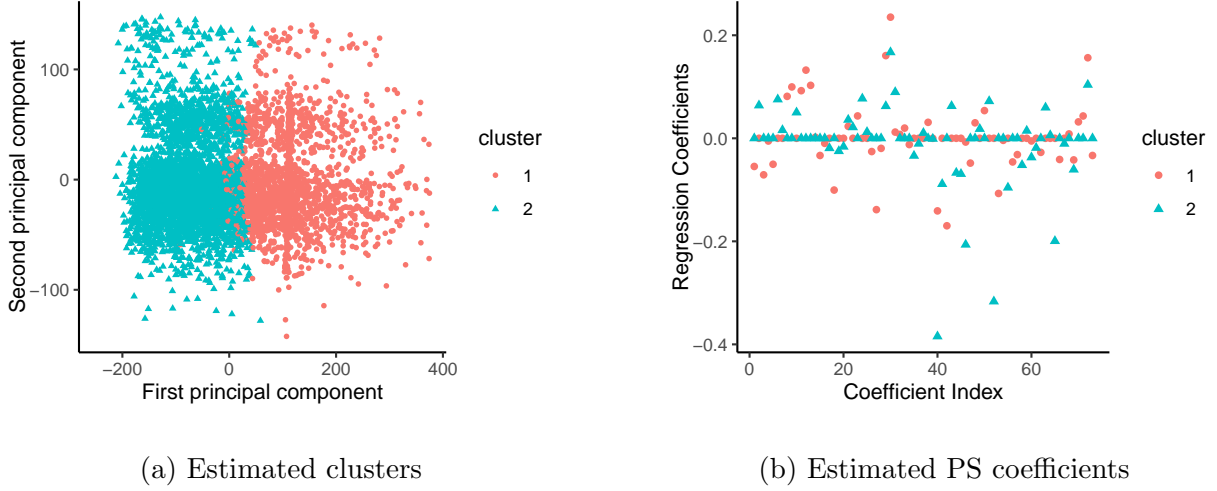 Second principal component
100
0
−100
−200
0
200
400
First principal component
cluster
1
2
(a) Estimated clusters
Regression Coefficients
0.2
0.0
−0.2
−0.4
0
20
40
60
Coefficient Index
cluster
1
2
(b) Estimated PS coefficients